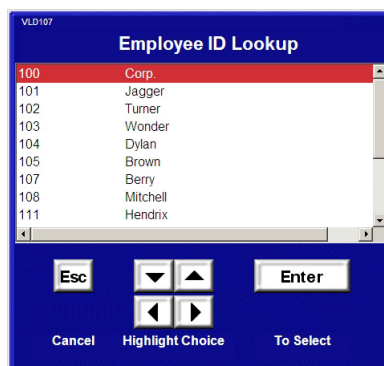 VLD107
Employee ID Lookup
100 Corp.
101 Jagger
102 Turner
103 Wonder
104 Dylan
105 Brown
107 Berry
108 Mitchell
111 Hendrix
Esc Enter
Cancel Highlight Choice To Select